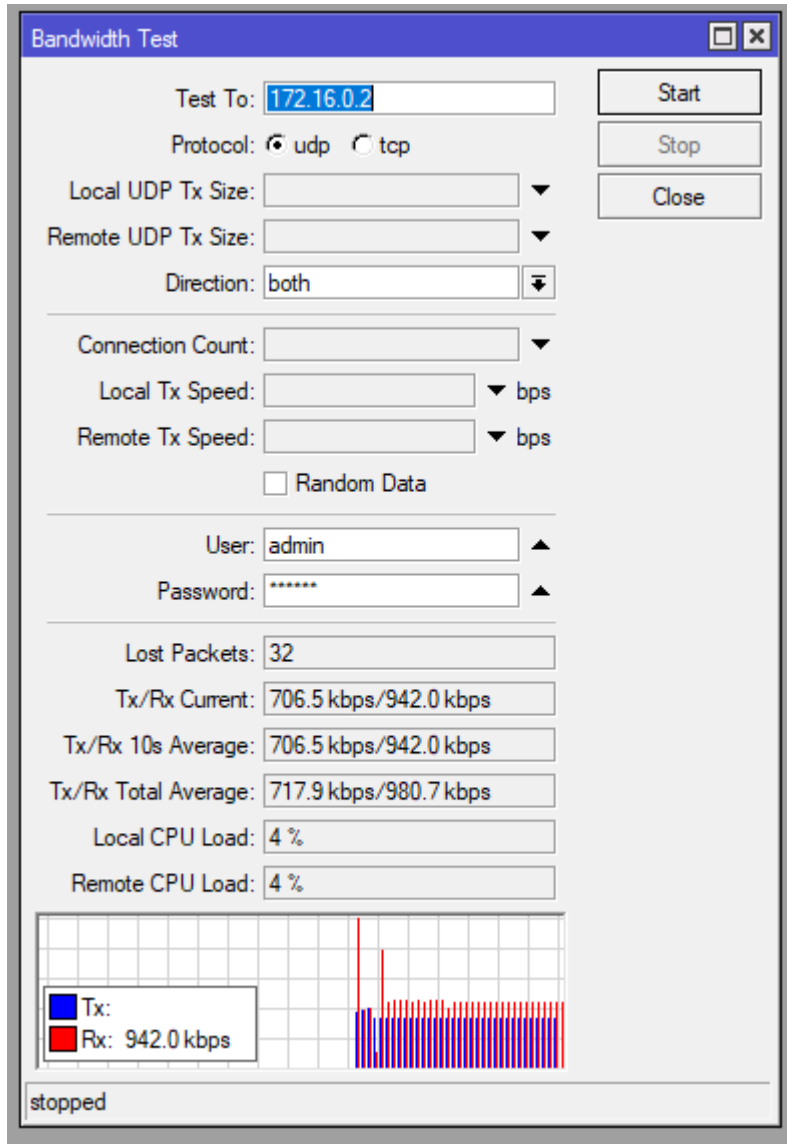 Bandwidth Test
Test To: 172.16.0.2
Start
Protocol: udp tcp
Stop
Local UDP Tx Size:
Close
Remote UDP Tx Size:
Direction: both
Connection Count:
Local Tx Speed: bps
Remote Tx Speed: bps
Random Data
User: admin
Password: ******
Lost Packets: 32
Tx/Rx Current: 706.5 kbps/942.0 kbps
Tx/Rx 10s Average: 706.5 kbps/942.0 kbps
Tx/Rx Total Average: 717.9 kbps/980.7 kbps
Local CPU Load: 4 %
Remote CPU Load: 4 %
Tx:
Rx: 942.0 kbps
stopped